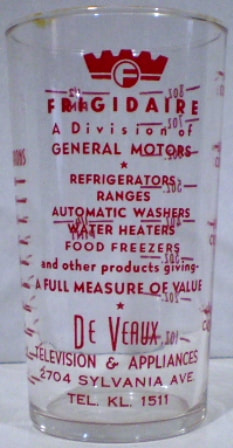 F
FRIGIDAIRE
A Division of
GENERAL MOTORS
REFRIGERATORS
RANGES
AUTOMATIC WASHERS
WATER HEATERS
FOOD FREEZERS
and other products giving-
A FULL MEASURE OF VALUE
DE VEAUX
TELEVISION & APPLIANCES
2704 SYLVANIA AVE.
TEL. KL. 1511